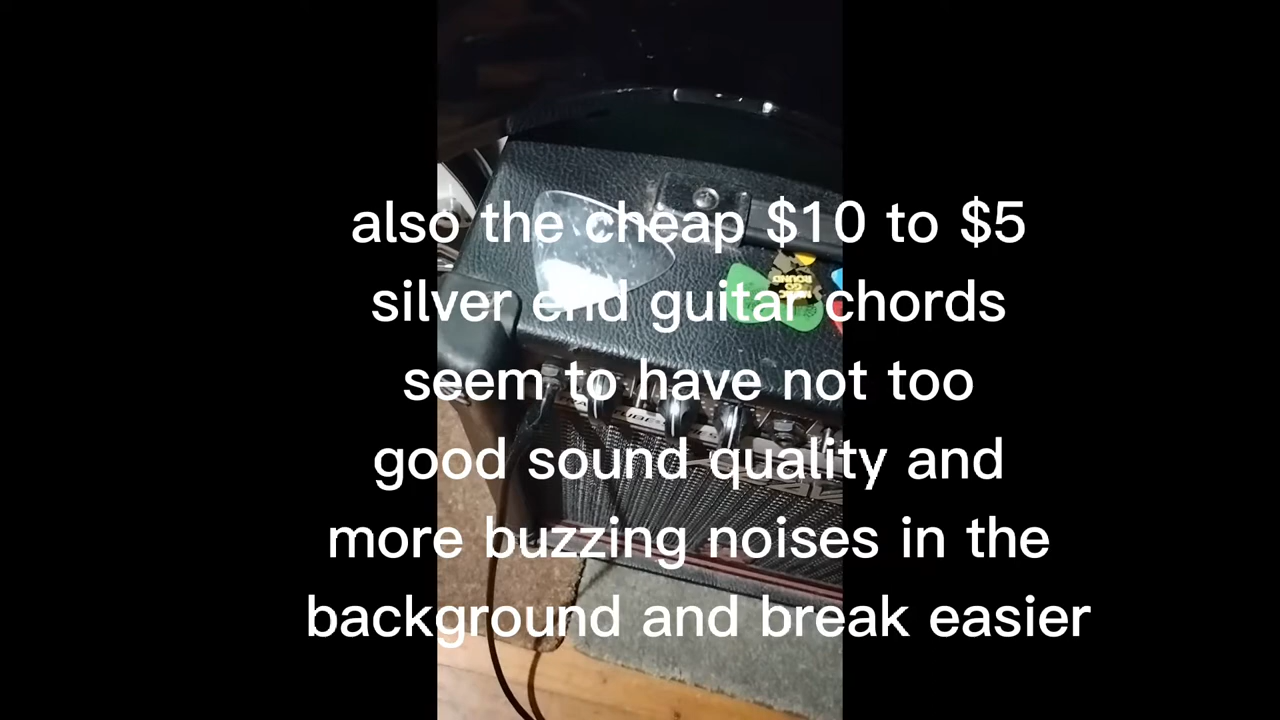 also the cheap $10 to $5
silver end guitar chords
seem to have not too
good sound quality and
more buzzing noises in the
background and break easier